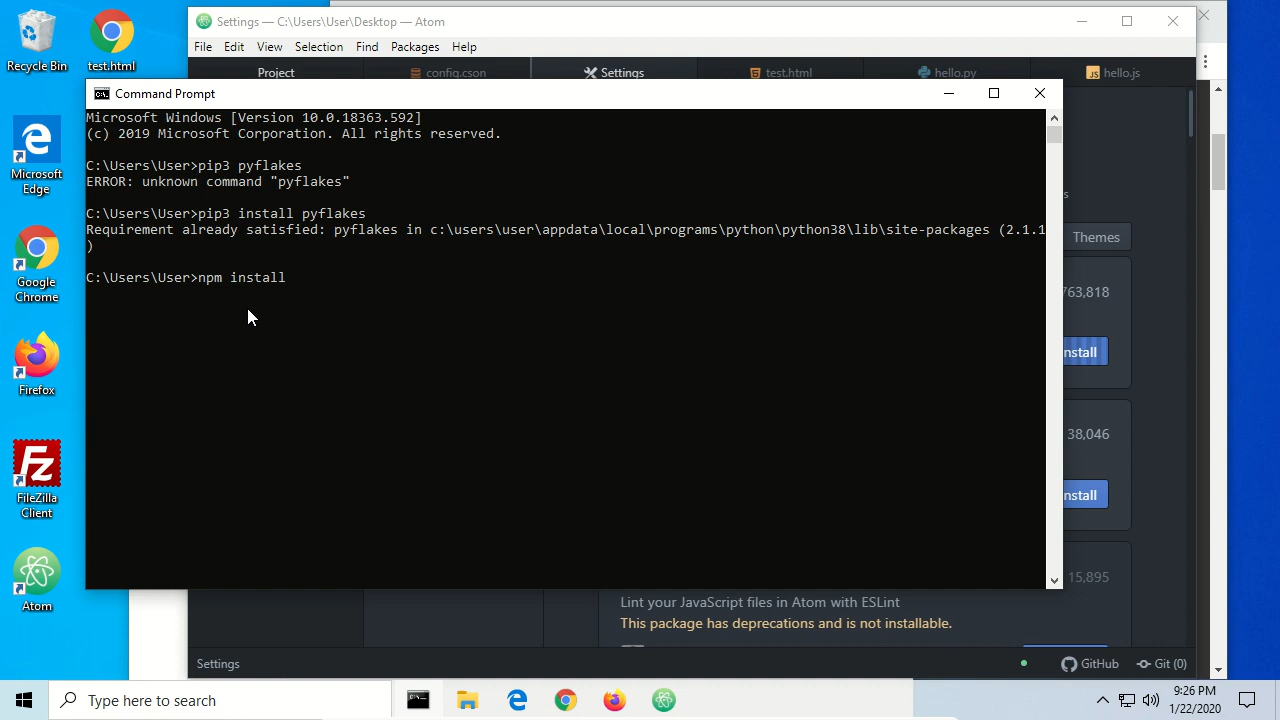 Recycle Bin
test.html
Microsoft
Edge
Google
Chrome
Firefox
FileZilla
Client
Atom
Settings — C:\Users\User\Desktop — Atom
File Edit View Selection Find Packages Help
Project config.cson Settings test.html hello.py hello.js
Command Prompt
Microsoft Windows [Version 10.0.18363.592]
(c) 2019 Microsoft Corporation. All rights reserved.
C:\Users\User>pip3 pyflakes
ERROR: unknown command "pyflakes"
C:\Users\User>pip3 install pyflakes
Requirement already satisfied: pyflakes in c:\users\user\appdata\local\programs\python\python38\lib\site-packages (2.1.1
)
C:\Users\User>npm install
s
Themes
763,818
nstall
38,046
nstall
15,895
Lint your JavaScript files in Atom with ESLint
This package has deprecations and is not installable.
Settings GitHub Git (0)
Type here to search
9:26 PM
1/22/2020